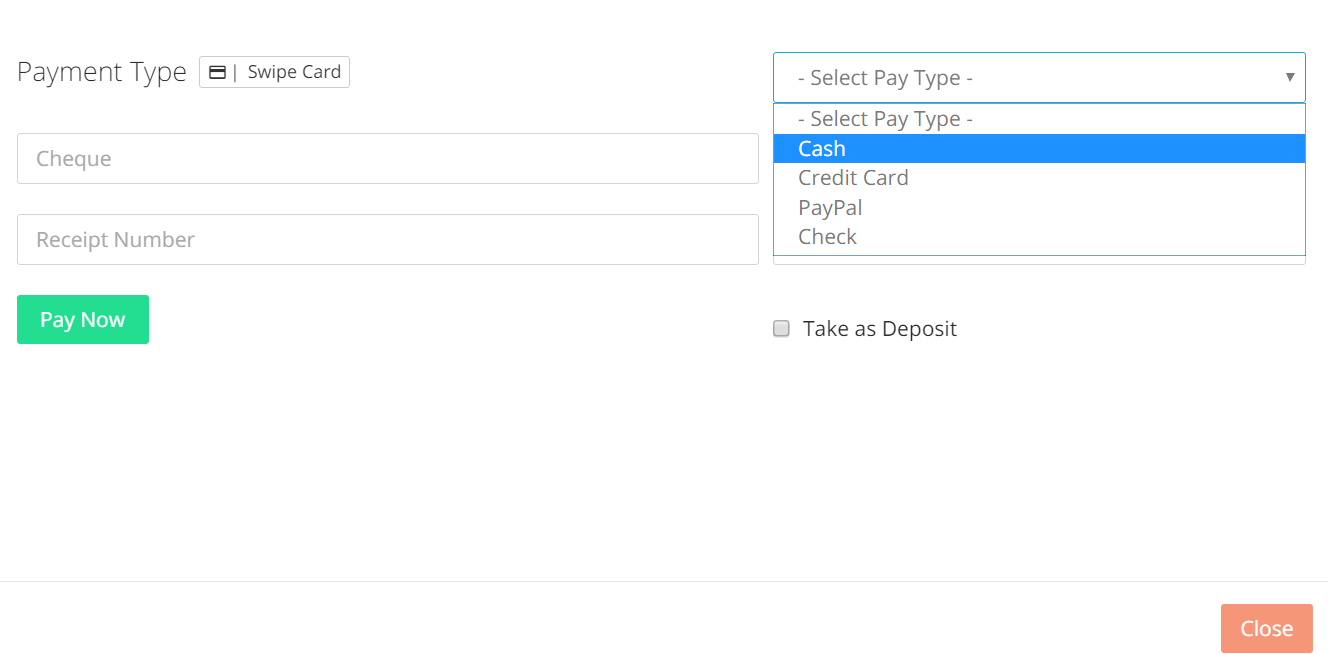 Payment Type
| Swipe Card
- Select Pay Type -
- Select Pay Type -
Cash
Credit Card
PayPal
Check
Cheque
Receipt Number
Pay Now
Take as Deposit
Close